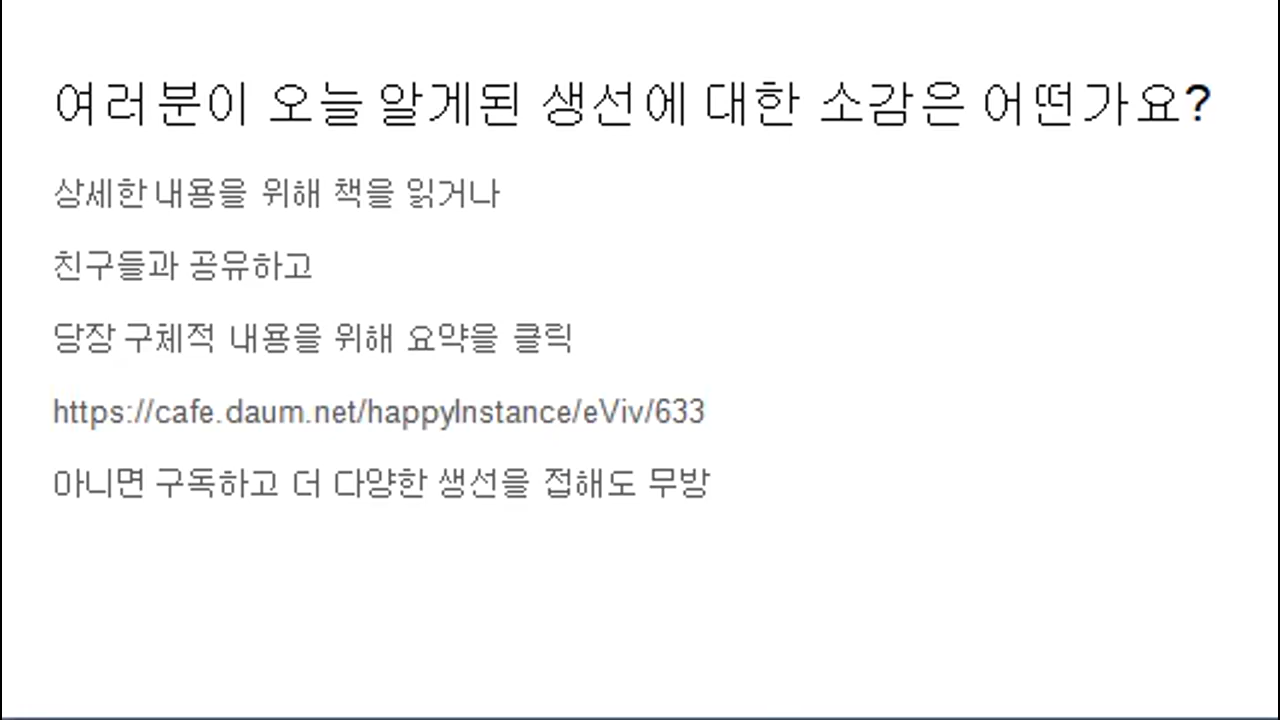 여러분이 오늘 알게된 생선에 대한 소감은 어떤가요?
상세한 내용을 위해 책을 읽거나
친구들과 공유하고
당장 구체적 내용을 위해 요약을 클릭
https://cafe.daum.net/happyInstance/eViv/633
아니면 구독하고 더 다양한 생선을 접해도 무방